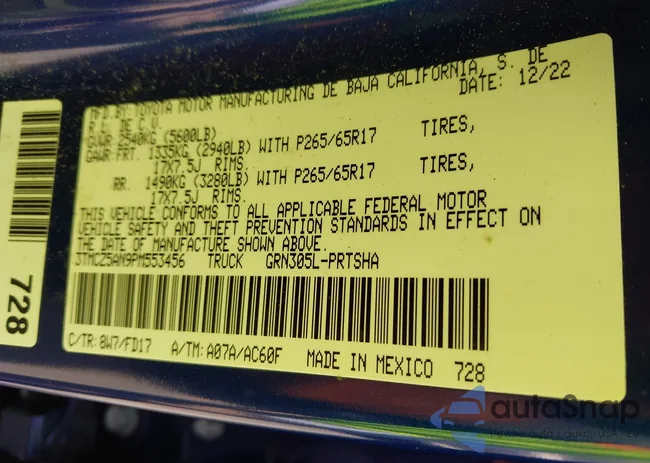 MFD.BY: TOYOTA MOTOR MANUFACTURING DE BAJA CALIFORNIA, S. DE
R.L. DE C.V. DATE: 12/22
GVWR 2540KG (5600LB)
GAWR FRT. 1335KG (2940LB) WITH P265/65R17 TIRES,
17X7.5J RIMS.
RR. 1490KG (3280LB) WITH P265/65R17 TIRES,
17X7.5J RIMS.
THIS VEHICLE CONFORMS TO ALL APPLICABLE FEDERAL MOTOR
VEHICLE SAFETY AND THEFT PREVENTION STANDARDS IN EFFECT ON
THE DATE OF MANUFACTURE SHOWN ABOVE.
3TMCZ5AN9PM553456 TRUCK GRN305L-PRTSHA
C/TR: 8W7/FD17 A/TM: A07A/AC60F MADE IN MEXICO 728
728
autoSnap